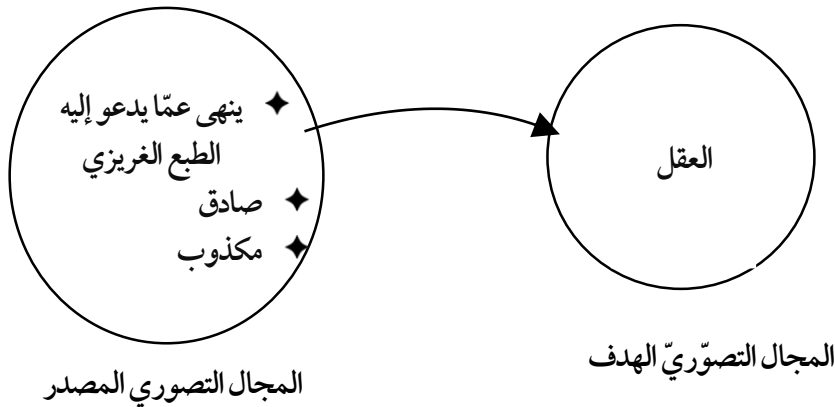 ✦ ينهى عمّا يدعو إليه
الطبع الغريزي
✦ صادق
✦ مكذوب
العقل
المجال التصوّريّ الهدف
المجال التصوري المصدر